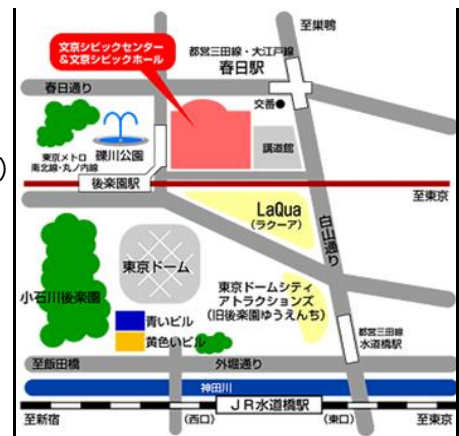 至巣鴨
文京シビックセンター
&文京シビックホール
都営三田線・大江戸線
春日駅
春日通り
交番●
講道館
東京メトロ
南北線・丸ノ内線
礫川公園
後楽園駅
)
至東京
LaQua
(ラクーア)
白山通り
東京ドーム
小石川後楽園
東京ドームシティ
アトラクションズ
(旧後楽園ゆうえんち)
青いビル
黄色いビル
都営三田線
水道橋駅
至飯田橋
外堀通り
神田川
JR水道橋駅
至新宿
(西口)
(東口)
至東京